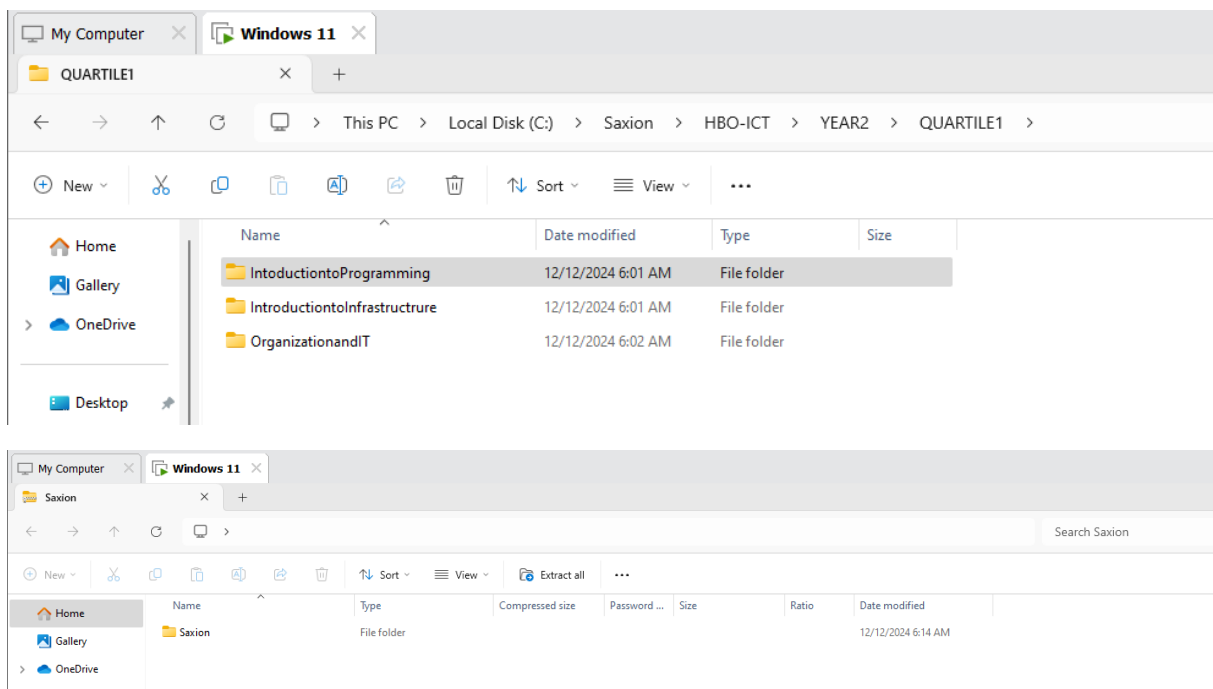 My Computer Windows 11
QUARTILE1
This PC > Local Disk (C:) > Saxion > HBO-ICT > YEAR2 > QUARTILE1 >
New Sort View ...
Name Date modified Type Size
Home
Gallery
OneDrive
Desktop
IntoductiontoProgramming 12/12/2024 6:01 AM File folder
IntroductiontoInfrastructrure 12/12/2024 6:01 AM File folder
OrganizationandIT 12/12/2024 6:02 AM File folder
My Computer Windows 11
Saxion
> Search Saxion
New Sort View Extract all ...
Name Type Compressed size Password ... Size Ratio Date modified
Home
Gallery
OneDrive
Saxion File folder 12/12/2024 6:14 AM